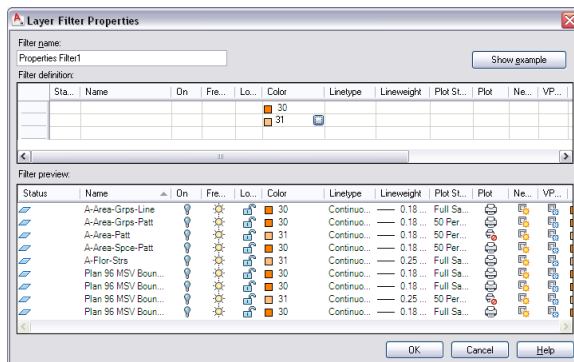 Layer Filter Properties
Filter name:
Properties Filter1
Show example
Filter definition:
Sta... Name On Fre... Lo... Color Linetype Lineweight Plot St... Plot Ne... VP...
30
31
Filter preview:
Status Name On Fre... Lo... Color Linetype Lineweight Plot St... Plot Ne... VP...
A-Area-Grps-Line 30 Continuo... 0.18 ... Full Sa...
A-Area-Grps-Patt 30 Continuo... 0.18 ... 50 Per...
A-Area-Patt 31 Continuo... 0.18 ... 50 Per...
A-Area-Spce-Patt 30 Continuo... 0.18 ... 50 Per...
A-Flor-Strs 31 Continuo... 0.25 ... Full Sa...
Plan 96 MSV Boun... 30 Continuo... 0.18 ... Full Sa...
Plan 96 MSV Boun... 30 Continuo... 0.18 ... Full Sa...
Plan 96 MSV Boun... 31 Continuo... 0.25 ... 50 Per...
Plan 96 MSV Boun... 30 Continuo... 0.18 ... Full Sa...
OK Cancel Help